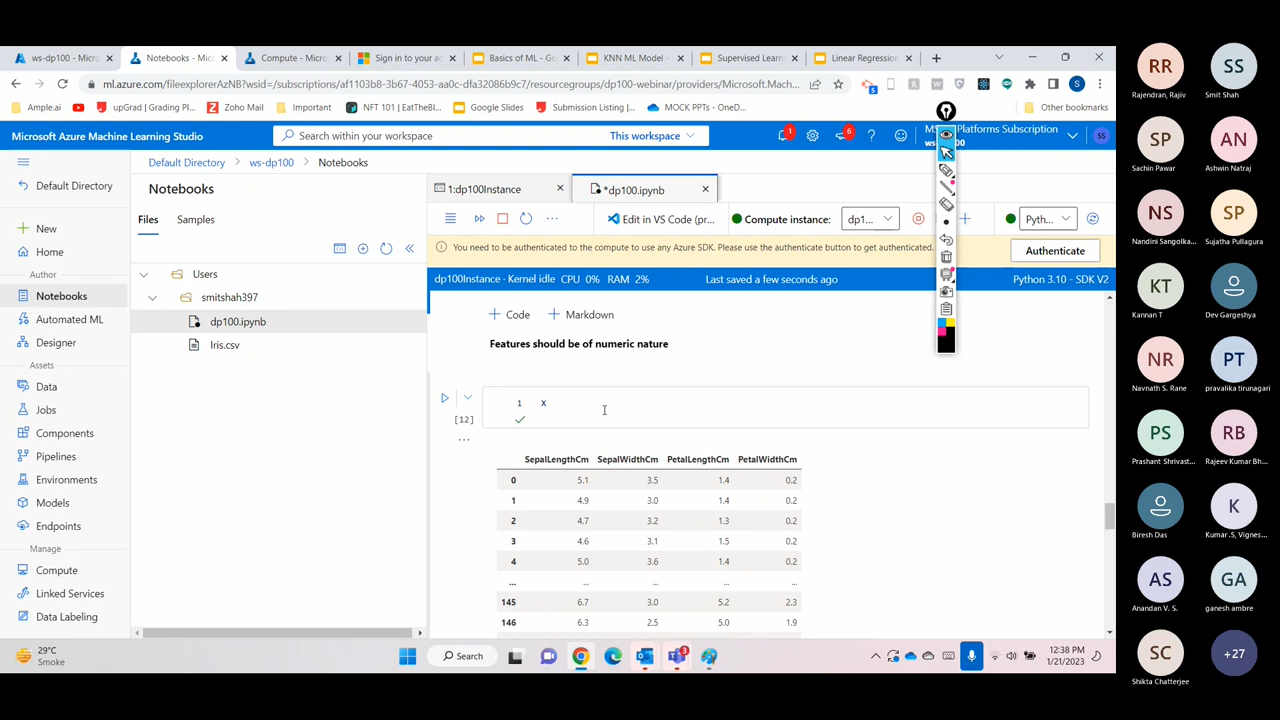 ws-dp100 - Micro
Notebooks - Mic
Compute - Micro
Sign in to your ac
Basics of ML - Go
KNN ML Model -
Supervised Learn
Linear Regression
ml.azure.com/fileexplorerAzNB?wsid=/subscriptions/af1103b8-3b67-4053-aa0c-dfa32086b9c7/resourcegroups/dp100-webinar/providers/Microsoft.Mach...
Ample.ai
upGrad | Grading Pl...
Zoho Mail
Important
NFT 101 | EatTheBl...
Google Slides
Submission Listing /...
MOCK PPTs - OneD...
Other bookmarks
Microsoft Azure Machine Learning Studio
Search within your workspace
This workspace
1
6
Platforms Subscription
SS
Default Directory > ws-dp100 > Notebooks
Default Directory
New
Home
Author
Notebooks
Automated ML
Designer
Assets
Data
Jobs
Components
Pipelines
Environments
Models
Endpoints
Manage
Compute
Linked Services
Data Labeling
Notebooks
Files
Samples
Users
smitshah397
dp100.ipynb
Iris.csv
1:dp100Instance
*dp100.ipynb
Edit in VS Code (pr...
Compute instance:
dp1...
Pyth...
You need to be authenticated to the compute to use any Azure SDK. Please use the authenticate button to get authenticated.
Authenticate
dp100Instance - Kernel idle CPU 0% RAM 2%
Last saved a few seconds ago
Python 3.10 - SDK V2
+ Code + Markdown
Features should be of numeric nature
1 X
[12]
...
SepalLengthCm SepalWidthCm PetalLengthCm PetalWidthCm
0 5.1 3.5 1.4 0.2
1 4.9 3.0 1.4 0.2
2 4.7 3.2 1.3 0.2
3 4.6 3.1 1.5 0.2
4 5.0 3.6 1.4 0.2
... ... ... ... ...
145 6.7 3.0 5.2 2.3
146 6.3 2.5 5.0 1.9
29°C
Smoke
Search
3
12:38 PM
1/21/2023
RR
Rajendran, Rajiv
SS
Smit Shah
SP
Sachin Pawar
AN
Ashwin Natraj
NS
Nandini Sangolka...
SP
Sujatha Pullagura
KT
Kannan T
Dev Gargeshya
NR
Navnath S. Rane
PT
pravalika tirunagari
PS
Prashant Shrivast...
RB
Rajeev Kumar Bh...
Biresh Das
K
Kumar .S, Vignes...
AS
Anandan V. S.
GA
ganesh ambre
SC
Shikta Chatterjee
+27